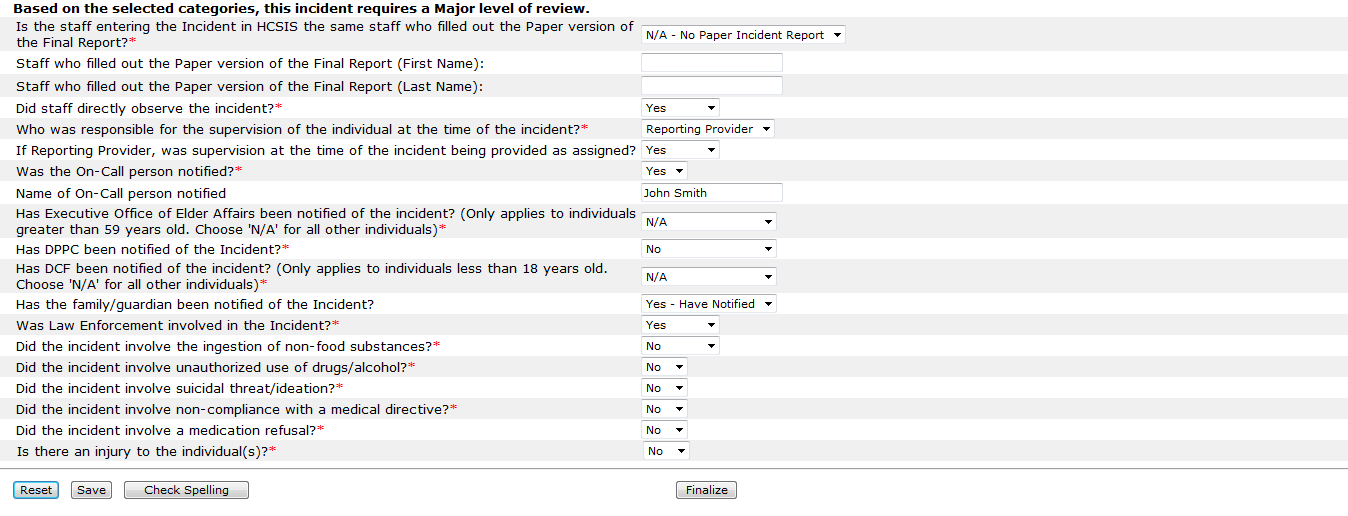 Based on the selected categories, this incident requires a Major level of review.
Is the staff entering the Incident in HCSIS the same staff who filled out the Paper version of
the Final Report?* N/A - No Paper Incident Report
Staff who filled out the Paper version of the Final Report (First Name):
Staff who filled out the Paper version of the Final Report (Last Name):
Did staff directly observe the incident?* Yes
Who was responsible for the supervision of the individual at the time of the incident?* Reporting Provider
If Reporting Provider, was supervision at the time of the incident being provided as assigned? Yes
Was the On-Call person notified?* Yes
Name of On-Call person notified John Smith
Has Executive Office of Elder Affairs been notified of the incident? (Only applies to individuals
greater than 59 years old. Choose 'N/A' for all other individuals)* N/A
Has DPPC been notified of the Incident?* No
Has DCF been notified of the incident? (Only applies to individuals less than 18 years old.
Choose 'N/A' for all other individuals)* N/A
Has the family/guardian been notified of the Incident? Yes - Have Notified
Was Law Enforcement involved in the Incident?* Yes
Did the incident involve the ingestion of non-food substances?* No
Did the incident involve unauthorized use of drugs/alcohol?* No
Did the incident involve suicidal threat/ideation?* No
Did the incident involve non-compliance with a medical directive?* No
Did the incident involve a medication refusal?* No
Is there an injury to the individual(s)?* No
Reset Save Check Spelling Finalize